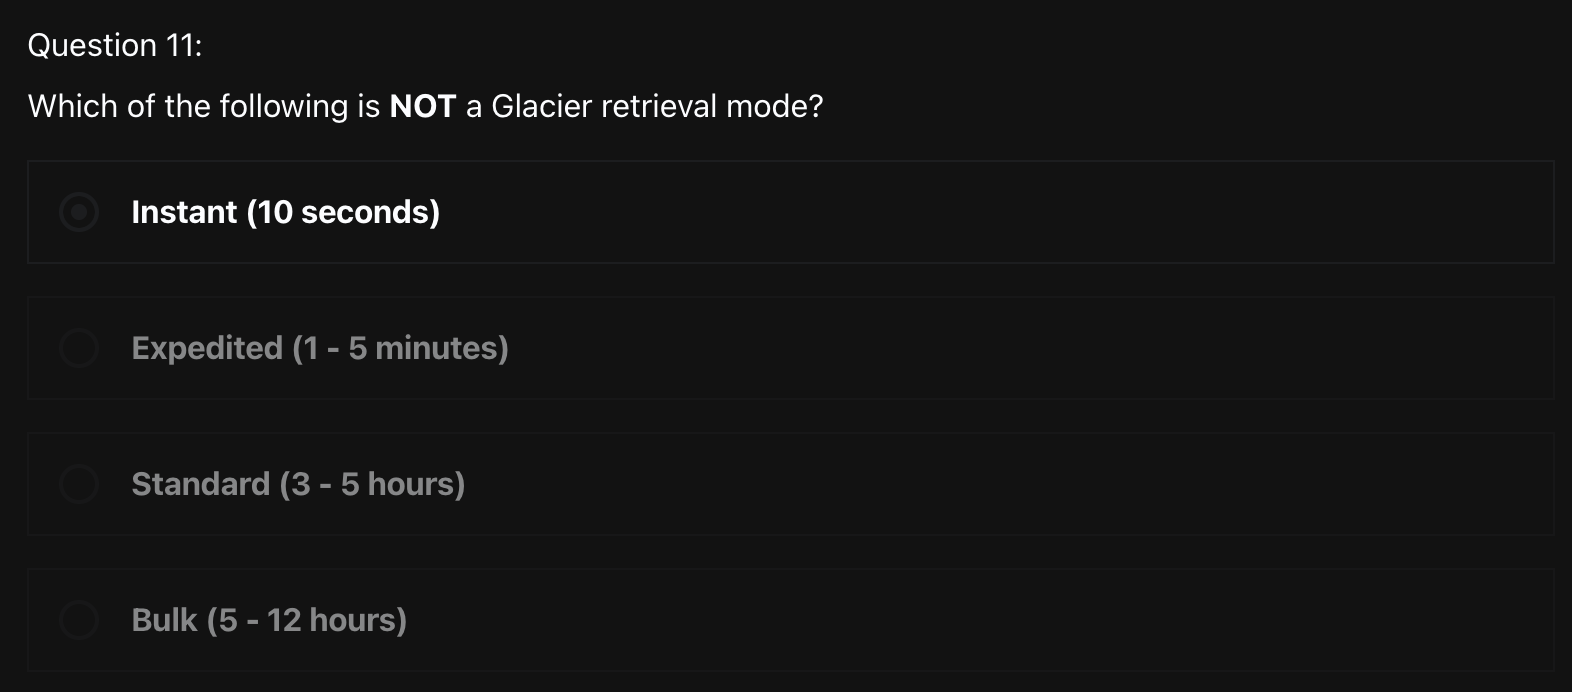 Question 11:
Which of the following is NOT a Glacier retrieval mode?
Instant (10 seconds)
Expedited (1 - 5 minutes)
Standard (3 - 5 hours)
Bulk (5 - 12 hours)